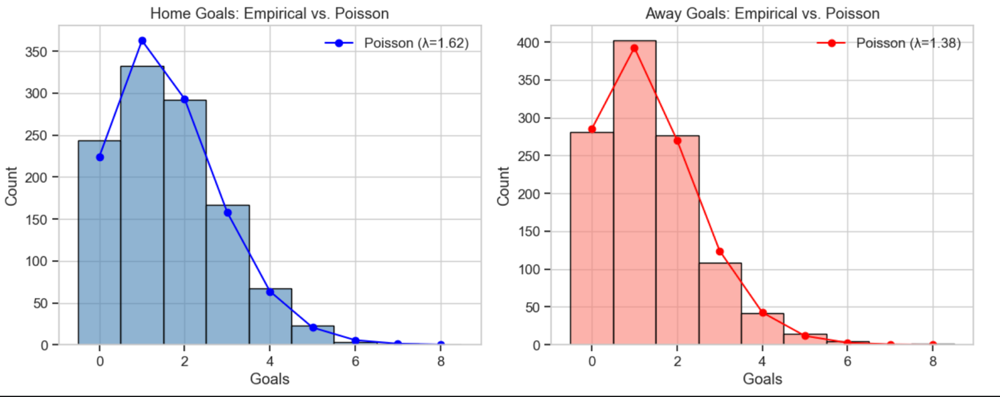 Home Goals: Empirical vs. Poisson
Poisson (λ=1.62)
350
300
250
200
150
100
50
0
Count
0 2 4 6 8
Goals
Away Goals: Empirical vs. Poisson
Poisson (λ=1.38)
400
350
300
250
200
150
100
50
0
Count
0 2 4 6 8
Goals